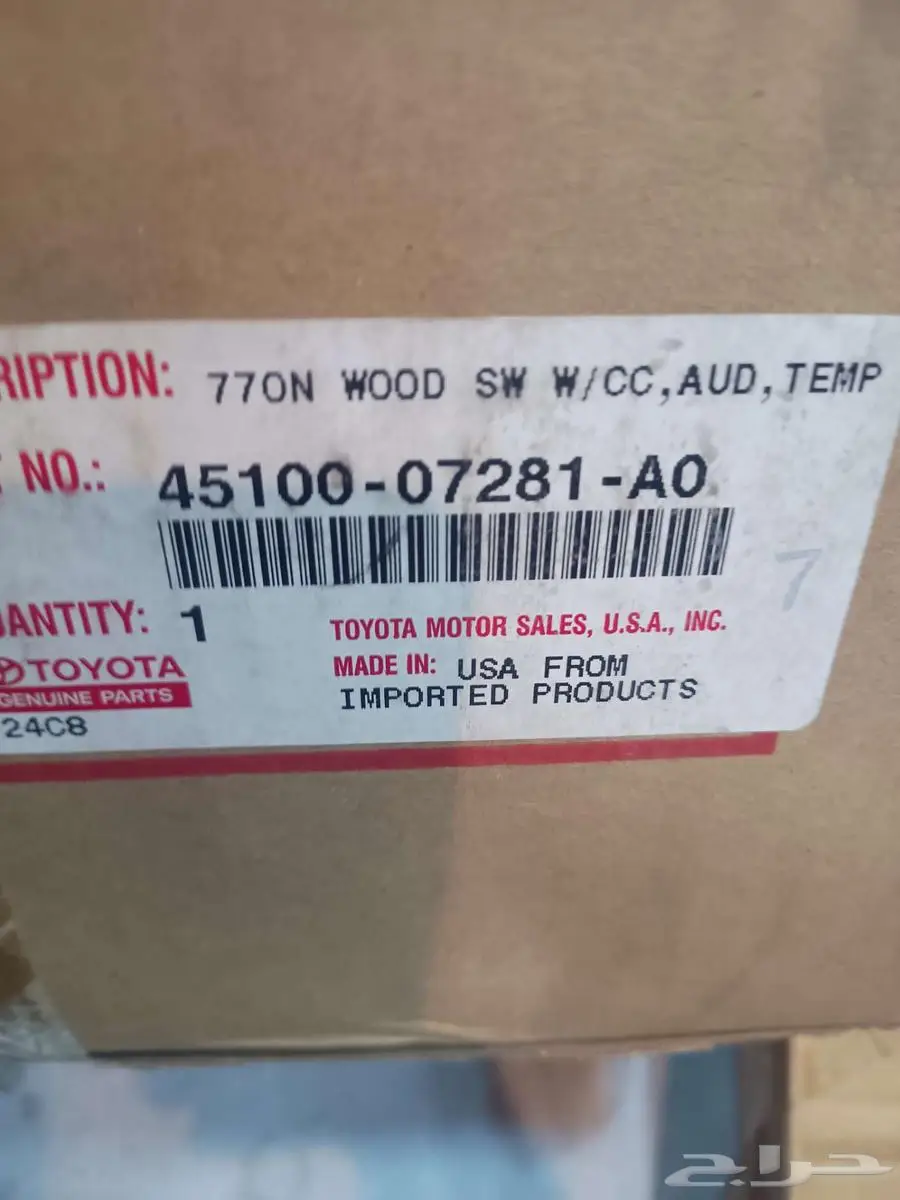 RIPTION: 770N WOOD SW W/CC,AUD,TEMP
NO.: 45100-07281-A0
7
ANTITY: 1
TOYOTA MOTOR SALES, U.S.A., INC.
TOYOTA
GENUINE PARTS
MADE IN: USA FROM
IMPORTED PRODUCTS
24C8
حراج